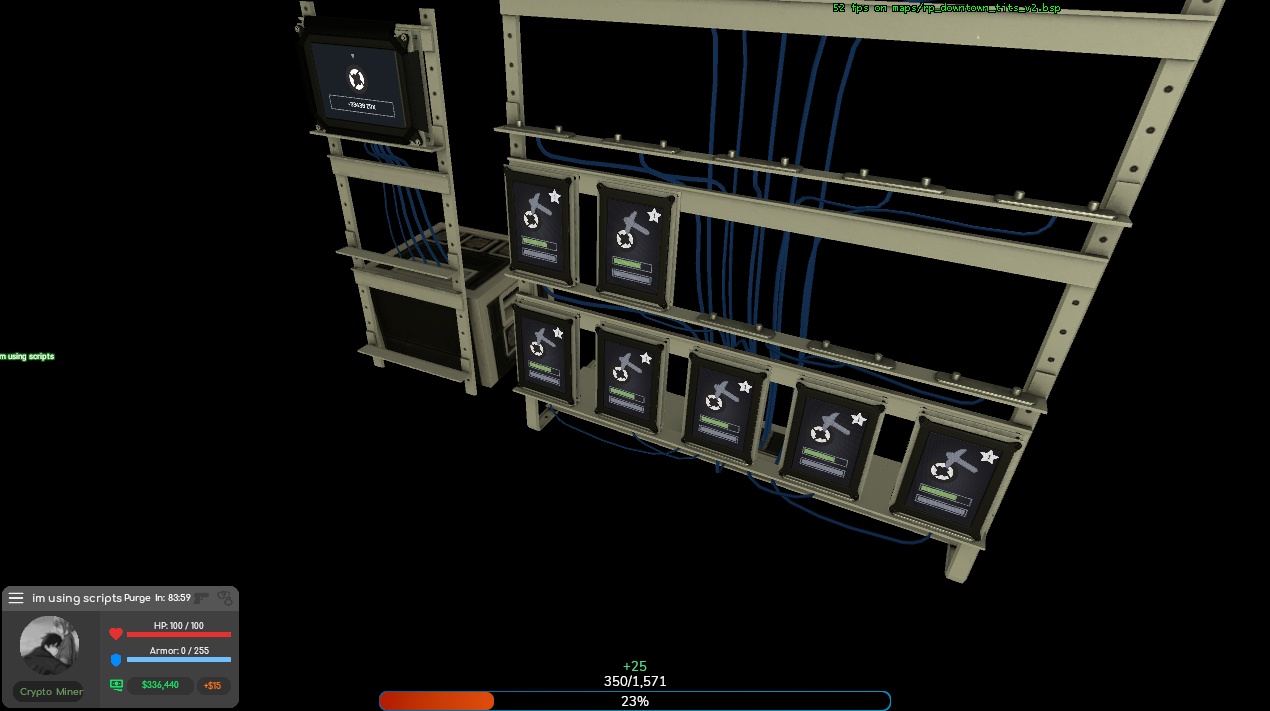 52 fps on maps/rp_downtown_tits_v2.bsp
m using scripts
im using scripts Purge In: 83:59
HP: 100 / 100
Armor: 0 / 255
$336,440 +$15
Crypto Miner
+25
350/1,571
23%